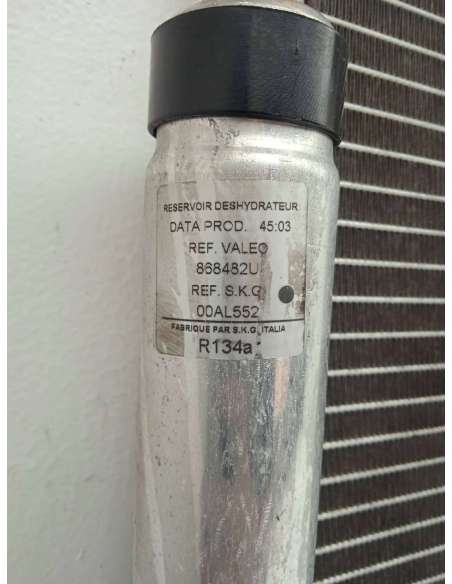 RESERVOIR DESHYDRATEUR
DATA PROD. 45:03
REF. VALEO
868482U
REF. S.K.G.
00AL552
FABRIQUE PAR S.K.G. ITALIA
R134a